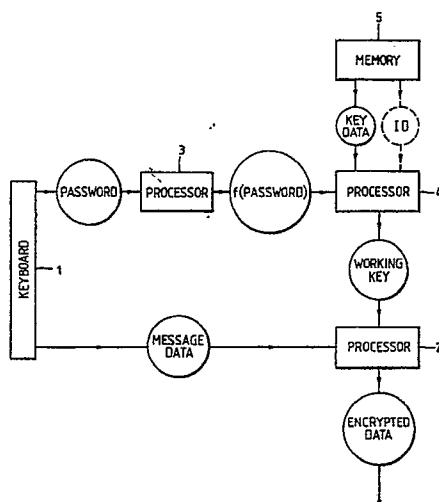 5
MEMORY
KEY
DATA
ID
3
PASSWORD
PROCESSOR
f(PASSWORD)
PROCESSOR
4
KEYBOARD
1
WORKING
KEY
MESSAGE
DATA
PROCESSOR
2
ENCRYPTED
DATA